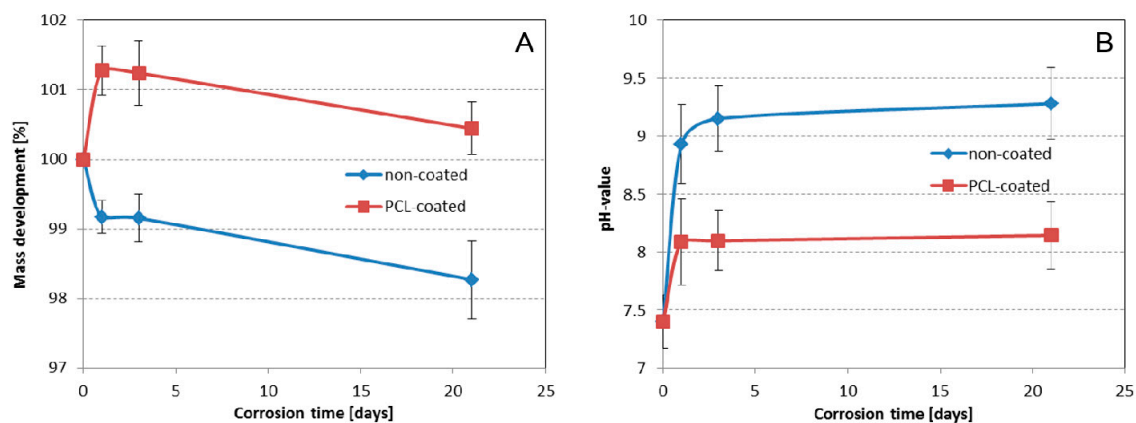 102
101
100
99
98
97
Mass development [%]
A
non-coated
PCL-coated
0 5 10 15 20 25
Corrosion time [days]
10
9.5
9
8.5
8
7.5
7
pH-value
B
non-coated
PCL-coated
0 5 10 15 20 25
Corrosion time [days]